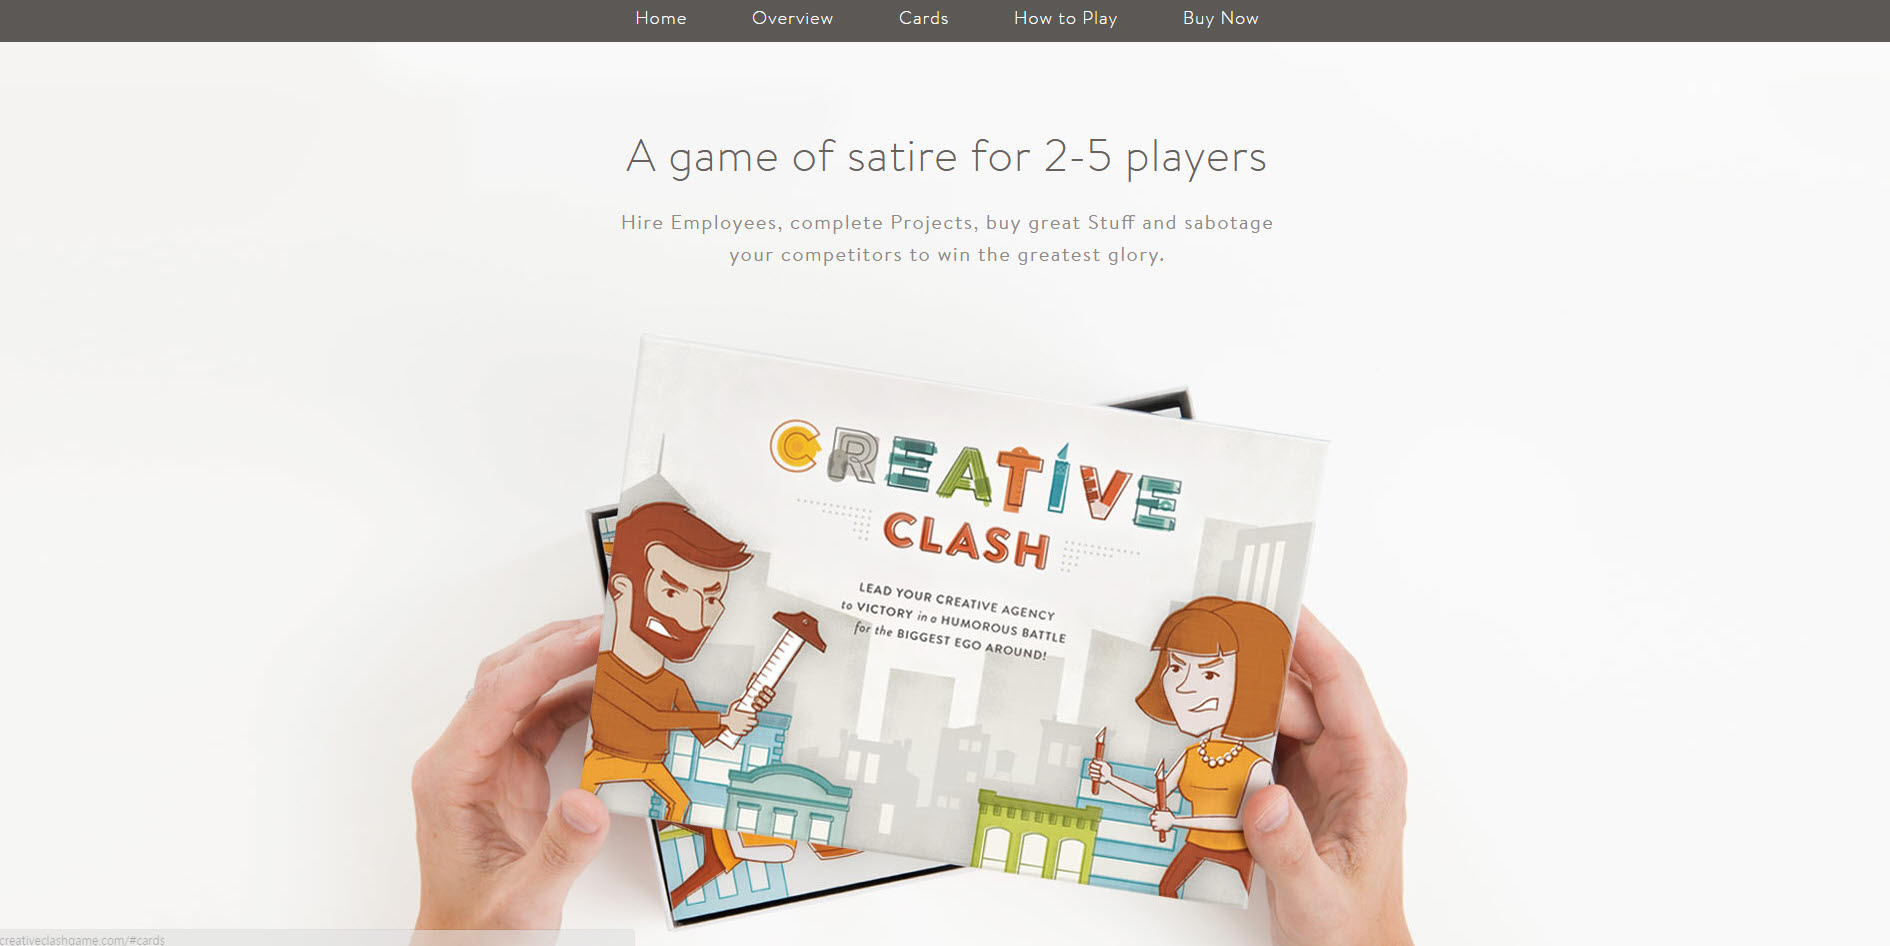 Home Overview Cards How to Play Buy Now
A game of satire for 2-5 players
Hire Employees, complete Projects, buy great Stuff and sabotage
your competitors to win the greatest glory.
CREATIVE
CLASH
LEAD YOUR CREATIVE AGENCY
to VICTORY in a HUMOROUS BATTLE
for the BIGGEST EGO AROUND!
creativeclashgame.com/#cards